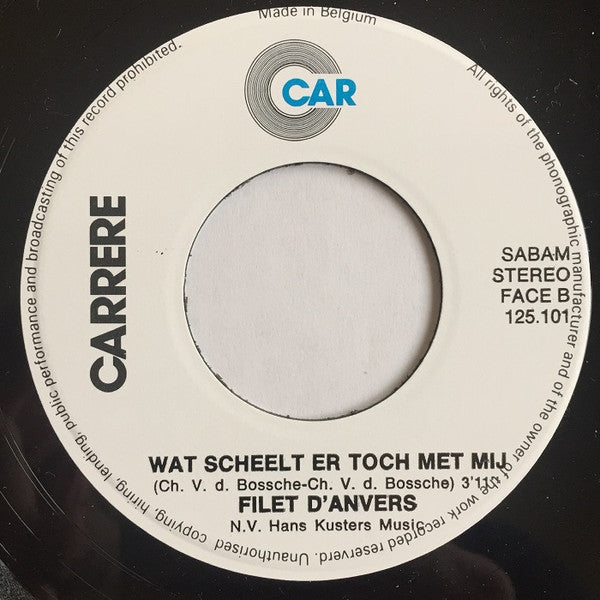 Made in Belgium
All rights of the phonographic manufacturer and of the owner of the work recorded reserverd. Unauthorised copying, hiring, lending, public performance and broadcasting of this record prohibited.
CAR
CARRERE
SABAM
STEREO
FACE B
125.101
WAT SCHEELT ER TOCH MET MIJ
(Ch. V. d. Bossche-Ch. V. d. Bossche) 3'11"
FILET D'ANVERS
N.V. Hans Kusters Music